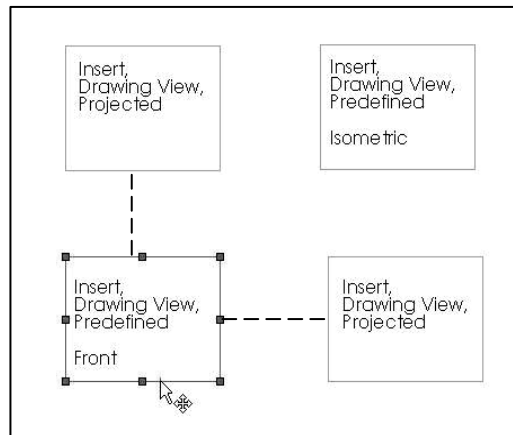 Insert,
Drawing View,
Projected
Insert,
Drawing View,
Predefined
Isometric
Insert,
Drawing View,
Predefined
Front
Insert,
Drawing View,
Projected